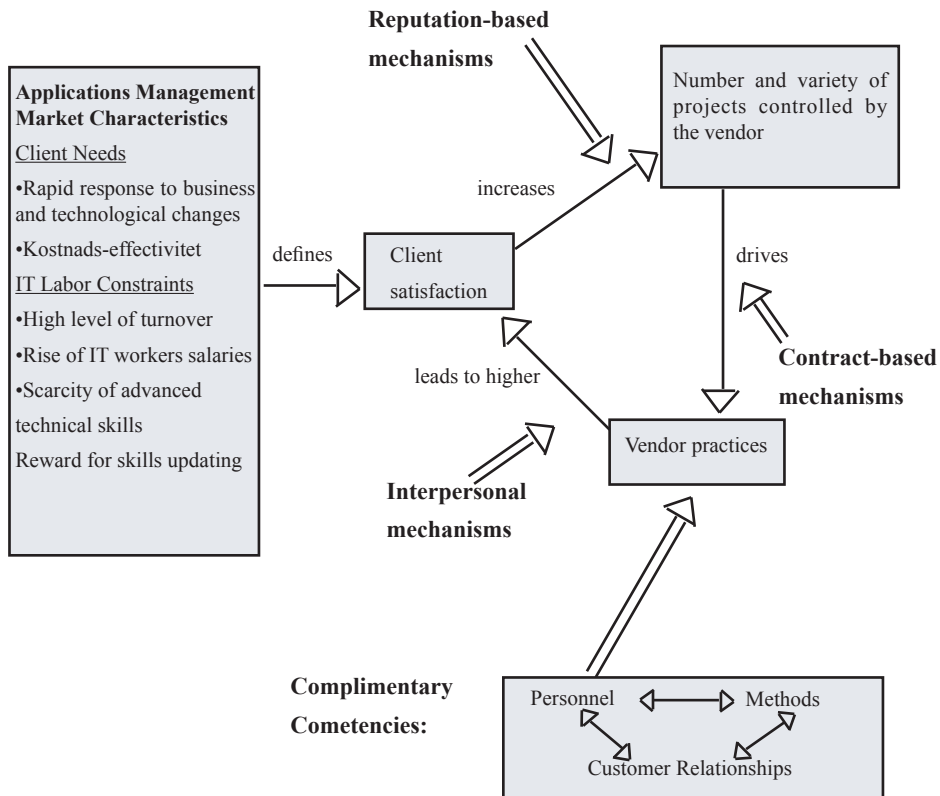 Reputation-based
mechanisms
Applications Management
Market Characteristics
Client Needs
•Rapid response to business
and technological changes
•Kostnads-effectivitet
IT Labor Constraints
•High level of turnover
•Rise of IT workers salaries
•Scarcity of advanced
technical skills
Reward for skills updating
defines
Client
satisfaction
increases
Number and variety of
projects controlled by
the vendor
drives
Contract-based
mechanisms
leads to higher
Vendor practices
Interpersonal
mechanisms
Complimentary
Cometencies:
Personnel
Methods
Customer Relationships